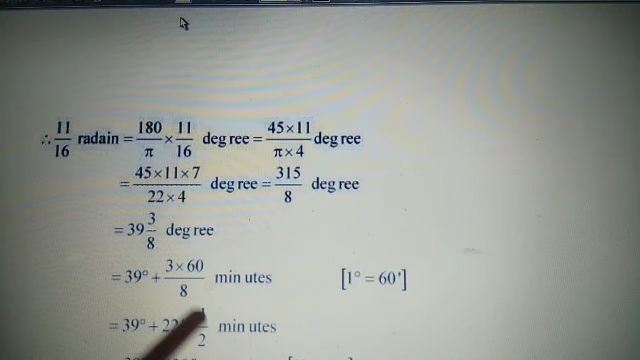 ∴ 11/16 radain = 180/π × 11/16 deg ree = 45×11/π×4 deg ree
= 45×11×7/22×4 deg ree = 315/8 deg ree
= 39 3/8 deg ree
= 39° + 3×60/8 min utes [1° = 60']
= 39° + 22 /2 min utes